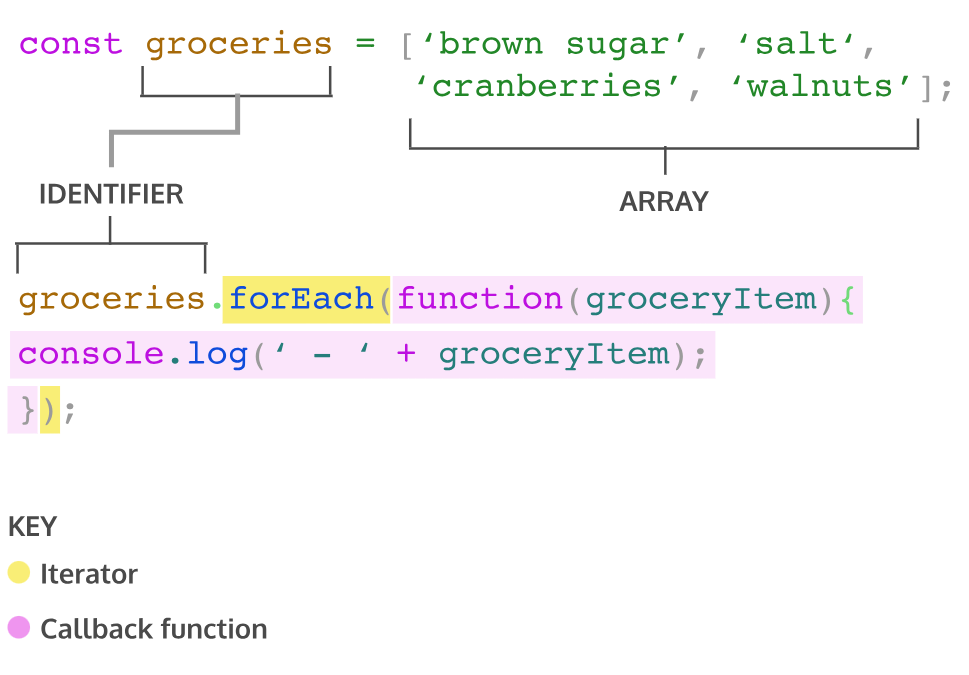 const groceries = [‘brown sugar’, ‘salt‘,
‘cranberries’, ‘walnuts’];
IDENTIFIER
ARRAY
groceries.forEach(function(groceryItem){
console.log(‘ - ‘ + groceryItem);
});
KEY
Iterator
Callback function